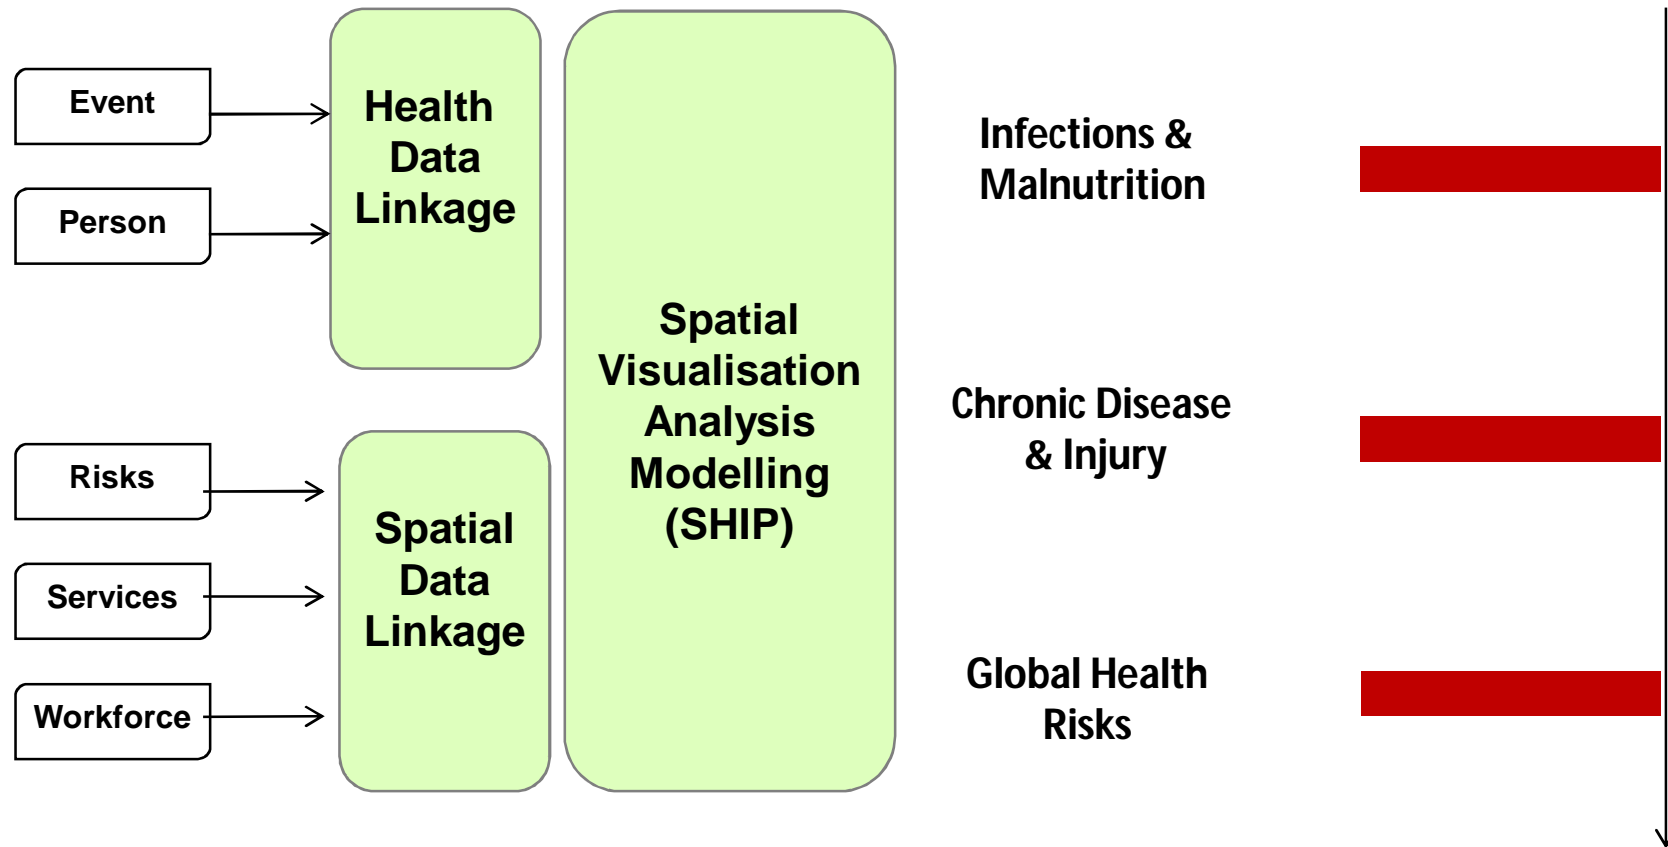 Event
Person
Risks
Services
Workforce
Health
Data
Linkage
Spatial
Data
Linkage
Spatial
Visualisation
Analysis
Modelling
(SHIP)
Infections &
Malnutrition
Chronic Disease
& Injury
Global Health
Risks